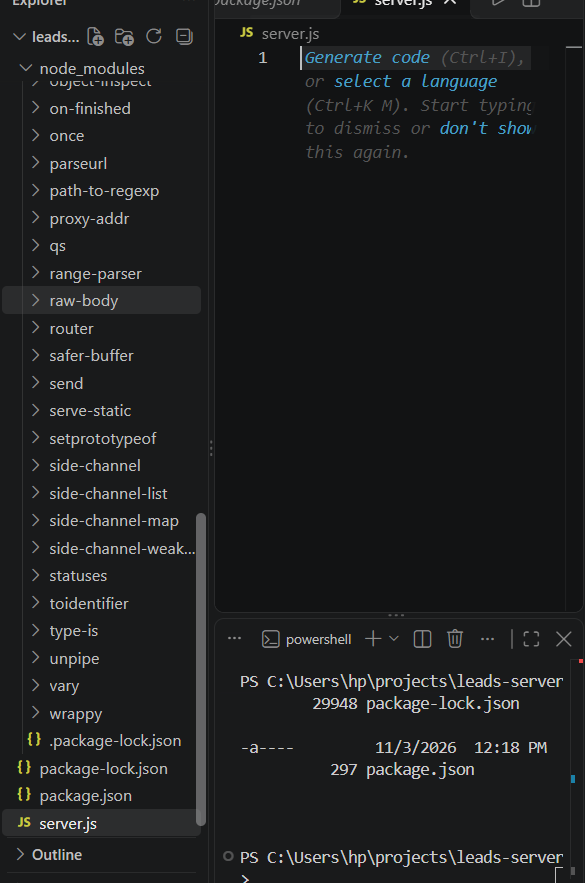 Explorer
leads...
node_modules
object-inspect
on-finished
once
parseurl
path-to-regexp
proxy-addr
qs
range-parser
raw-body
router
safer-buffer
send
serve-static
setprototypeof
side-channel
side-channel-list
side-channel-map
side-channel-weak...
statuses
toidentifier
type-is
unpipe
vary
wrappy
{} .package-lock.json
{} package-lock.json
{} package.json
JS server.js
Outline
package.json
JS server.js
JS server.js
1 Generate code (Ctrl+I),
or select a language
(Ctrl+K M). Start typing
to dismiss or don't show
this again.
powershell
PS C:\Users\hp\projects\leads-server
29948 package-lock.json
-a---- 11/3/2026 12:18 PM
297 package.json
PS C:\Users\hp\projects\leads-server
>